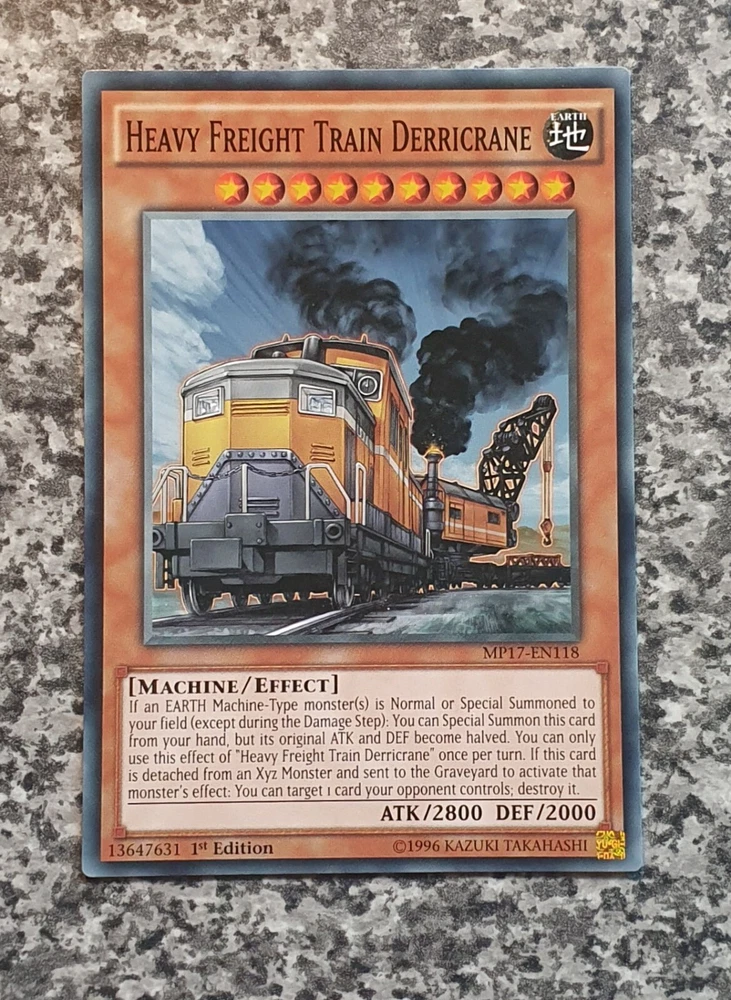 HEAVY FREIGHT TRAIN DERRICRANE
EARTH
地
MP17-EN118
[MACHINE/EFFECT]
If an EARTH Machine-Type monster(s) is Normal or Special Summoned to
your field (except during the Damage Step): You can Special Summon this card
from your hand, but its original ATK and DEF become halved. You can only
use this effect of "Heavy Freight Train Derricrane" once per turn. If this card
is detached from an Xyz Monster and sent to the Graveyard to activate that
monster's effect: You can target 1 card your opponent controls; destroy it.
ATK/2800 DEF/2000
13647631 1st Edition ©1996 KAZUKI TAKAHASHI